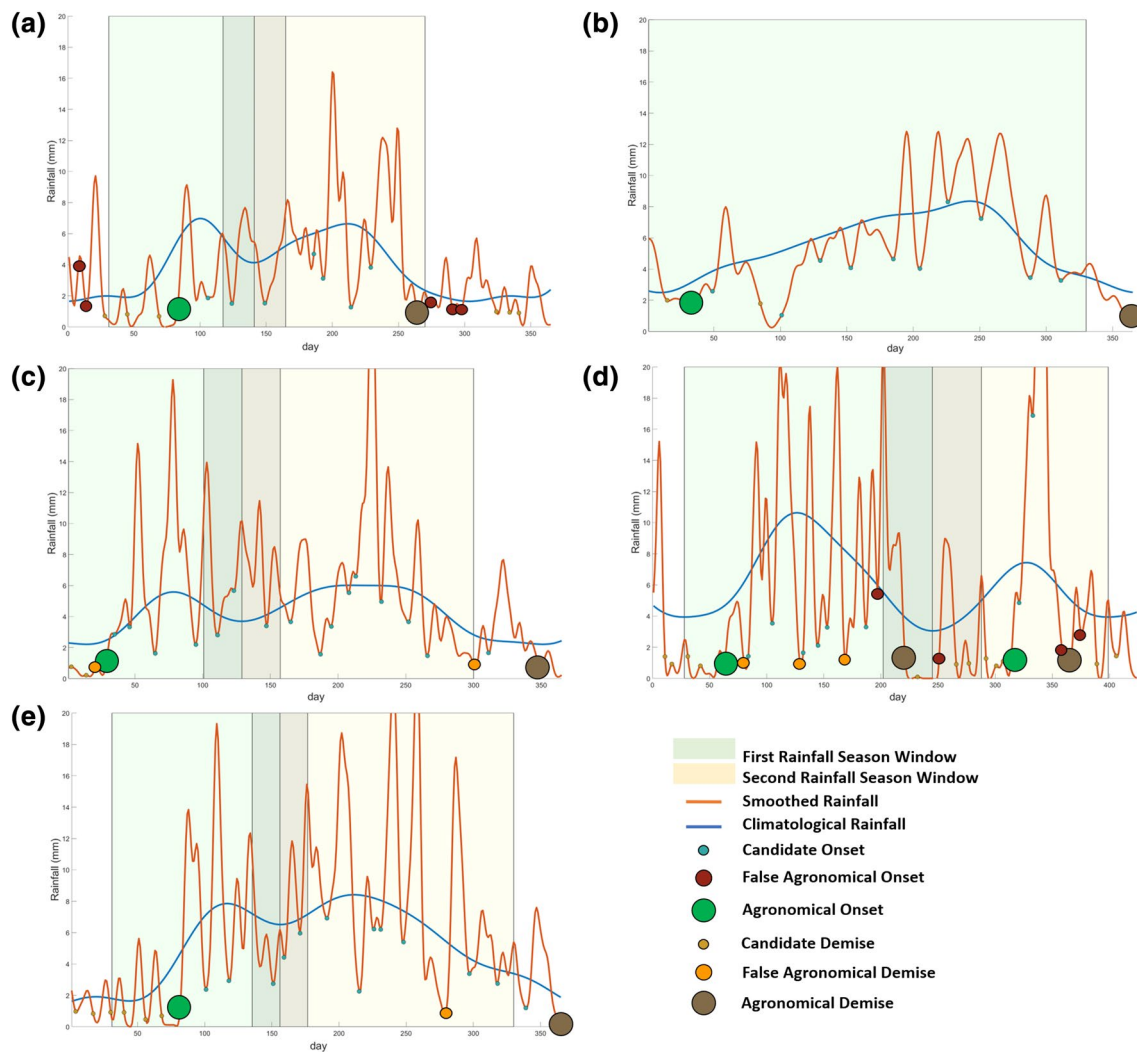 (a)
20
18
16
14
12
10
8
6
4
2
0
Rainfall (mm)
0 50 100 150 200 250 300 350
day
(b)
20
18
16
14
12
10
8
6
4
2
0
Rainfall (mm)
50 100 150 200 250 300 350
day
(c)
20
18
16
14
12
10
8
6
4
2
0
Rainfall (mm)
50 100 150 200 250 300 350
day
(d)
20
18
16
14
12
10
8
6
4
2
0
Rainfall (mm)
0 50 100 150 200 250 300 350 400
day
(e)
20
18
16
14
12
10
8
6
4
2
0
Rainfall (mm)
50 100 150 200 250 300 350
day
First Rainfall Season Window
Second Rainfall Season Window
Smoothed Rainfall
Climatological Rainfall
Candidate Onset
False Agronomical Onset
Agronomical Onset
Candidate Demise
False Agronomical Demise
Agronomical Demise